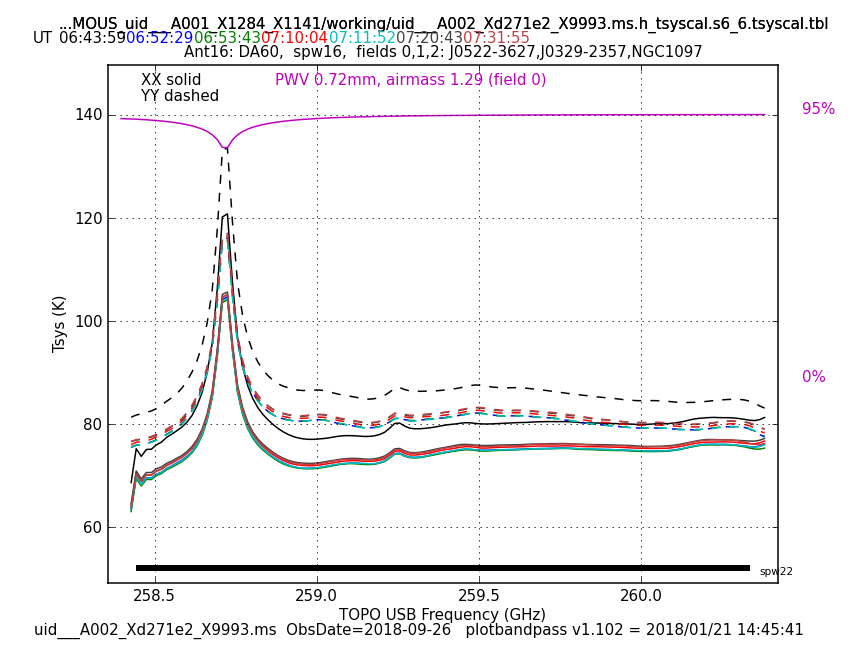 ...MOUS_uid___A001_X1284_X1141/working/uid___A002_Xd271e2_X9993.ms.h_tsyscal.s6_6.tsyscal.tbl
UT 06:43:59 06:52:29 06:53:43 07:10:04 07:11:52 07:20:43 07:31:55
Ant16: DA60, spw16, fields 0,1,2: J0522-3627,J0329-2357,NGC1097
XX solid
PWV 0.72mm, airmass 1.29 (field 0)
YY dashed
95%
0%
140
120
100
80
60
Tsys (K)
spw22
258.5 259.0 259.5 260.0
TOPO USB Frequency (GHz)
uid___A002_Xd271e2_X9993.ms ObsDate=2018-09-26 plotbandpass v1.102 = 2018/01/21 14:45:41